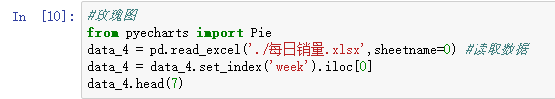 In [10]: #玫瑰图
from pyecharts import Pie
data_4 = pd.read_excel('./每日销量.xlsx',sheetname=0) #读取数据
data_4 = data_4.set_index('week').iloc[0]
data_4.head(7)